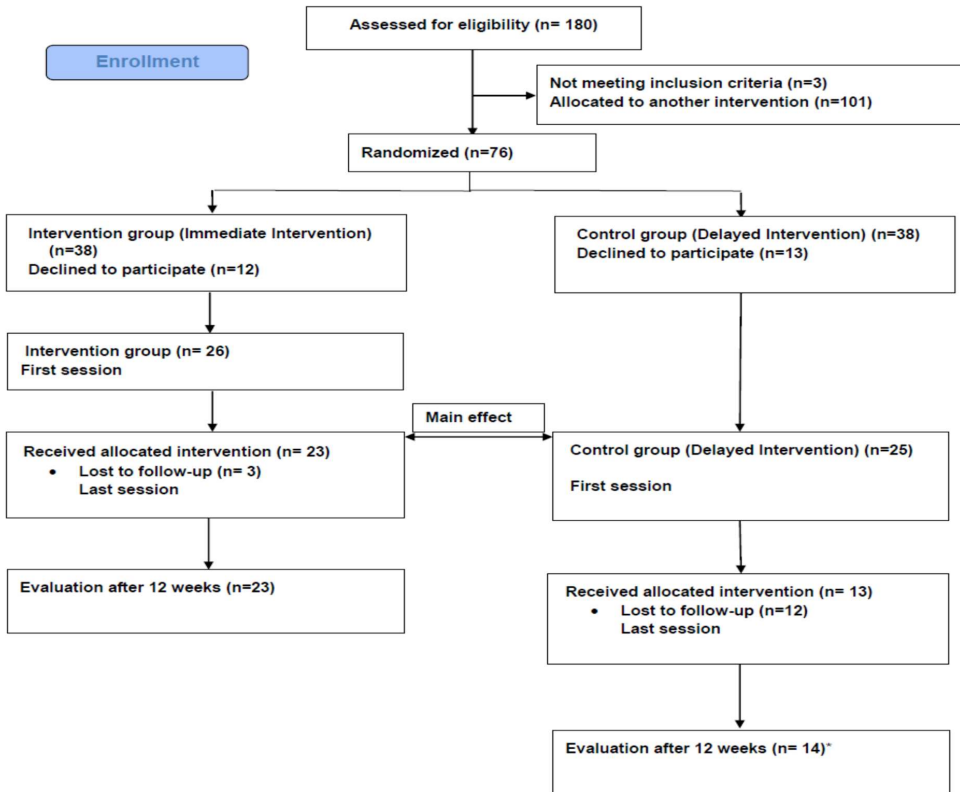 Assessed for eligibility (n= 180)
Enrollment
Not meeting inclusion criteria (n=3)
Allocated to another intervention (n=101)
Randomized (n=76)
Intervention group (Immediate Intervention)
(n=38)
Declined to participate (n=12)
Control group (Delayed Intervention) (n=38)
Declined to participate (n=13)
Intervention group (n= 26)
First session
Main effect
Received allocated intervention (n= 23)
• Lost to follow-up (n= 3)
Last session
Control group (Delayed Intervention) (n=25)
First session
Evaluation after 12 weeks (n=23)
Received allocated intervention (n= 13)
• Lost to follow-up (n=12)
Last session
Evaluation after 12 weeks (n= 14)*